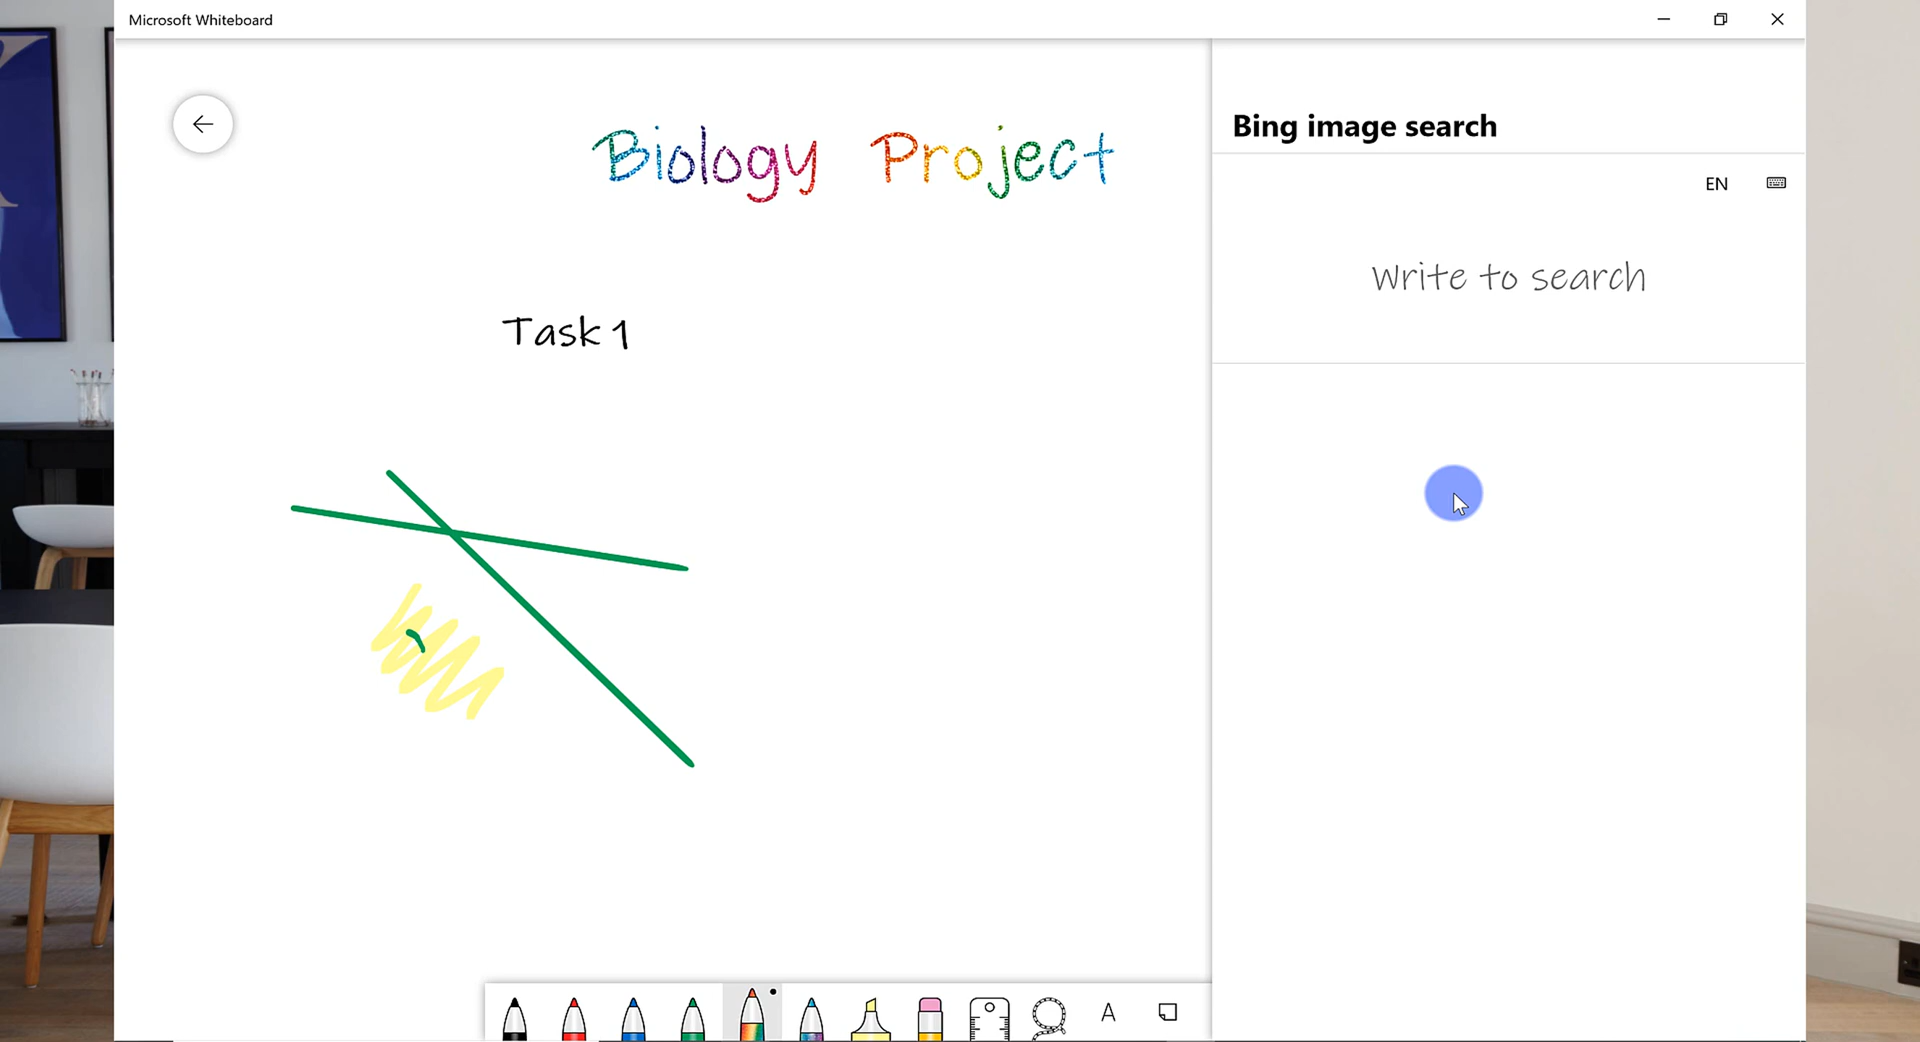 Microsoft Whiteboard
Biology Project
Bing image search
EN
Write to search
Task 1
A